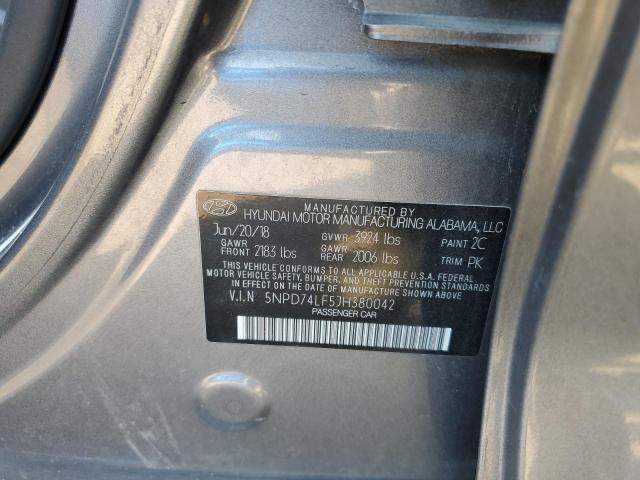 MANUFACTURED BY
HYUNDAI MOTOR MANUFACTURING ALABAMA, LLC
Jun/20/18 GVWR 3924 lbs PAINT 2C
GAWR FRONT 2183 lbs GAWR REAR 2006 lbs TRIM PK
THIS VEHICLE CONFORMS TO ALL APPLICABLE U.S.A. FEDERAL
MOTOR VEHICLE SAFETY, BUMPER, AND THEFT PREVENTION STANDARDS
IN EFFECT ON THE DATE OF MANUFACTURE SHOWN ABOVE.
V.I.N 5NPD74LF5JH380042
PASSENGER CAR